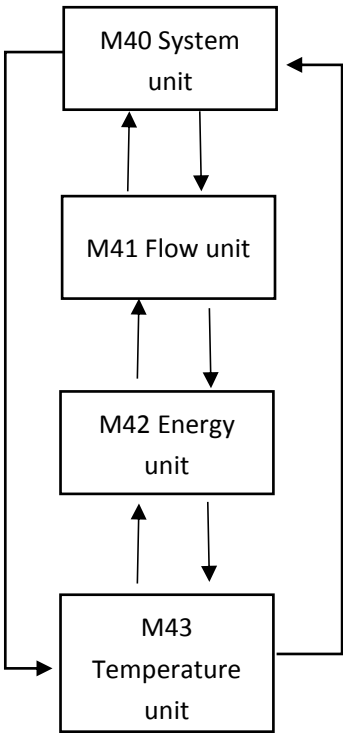 M40 System
unit
M41 Flow unit
M42 Energy
unit
M43
Temperature
unit